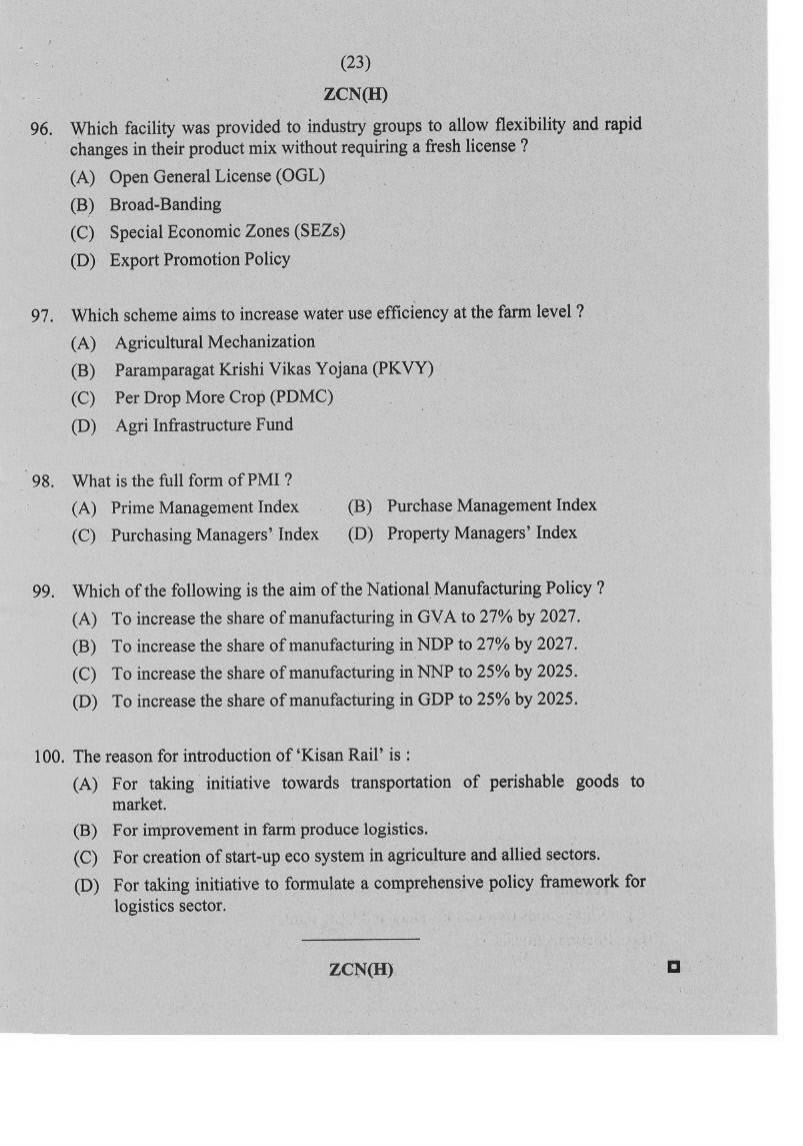 (23)
ZCN(H)
96. Which facility was provided to industry groups to allow flexibility and rapid
changes in their product mix without requiring a fresh license ?
(A) Open General License (OGL)
(B) Broad-Banding
(C) Special Economic Zones (SEZs)
(D) Export Promotion Policy
97. Which scheme aims to increase water use efficiency at the farm level ?
(A) Agricultural Mechanization
(B) Paramparagat Krishi Vikas Yojana (PKVY)
(C) Per Drop More Crop (PDMC)
(D) Agri Infrastructure Fund
98. What is the full form of PMI ?
(A) Prime Management Index (B) Purchase Management Index
(C) Purchasing Managers’ Index (D) Property Managers’ Index
99. Which of the following is the aim of the National Manufacturing Policy ?
(A) To increase the share of manufacturing in GVA to 27% by 2027.
(B) To increase the share of manufacturing in NDP to 27% by 2027.
(C) To increase the share of manufacturing in NNP to 25% by 2025.
(D) To increase the share of manufacturing in GDP to 25% by 2025.
100. The reason for introduction of ‘Kisan Rail’ is :
(A) For taking initiative towards transportation of perishable goods to
market.
(B) For improvement in farm produce logistics.
(C) For creation of start-up eco system in agriculture and allied sectors.
(D) For taking initiative to formulate a comprehensive policy framework for
logistics sector.
ZCN(H)